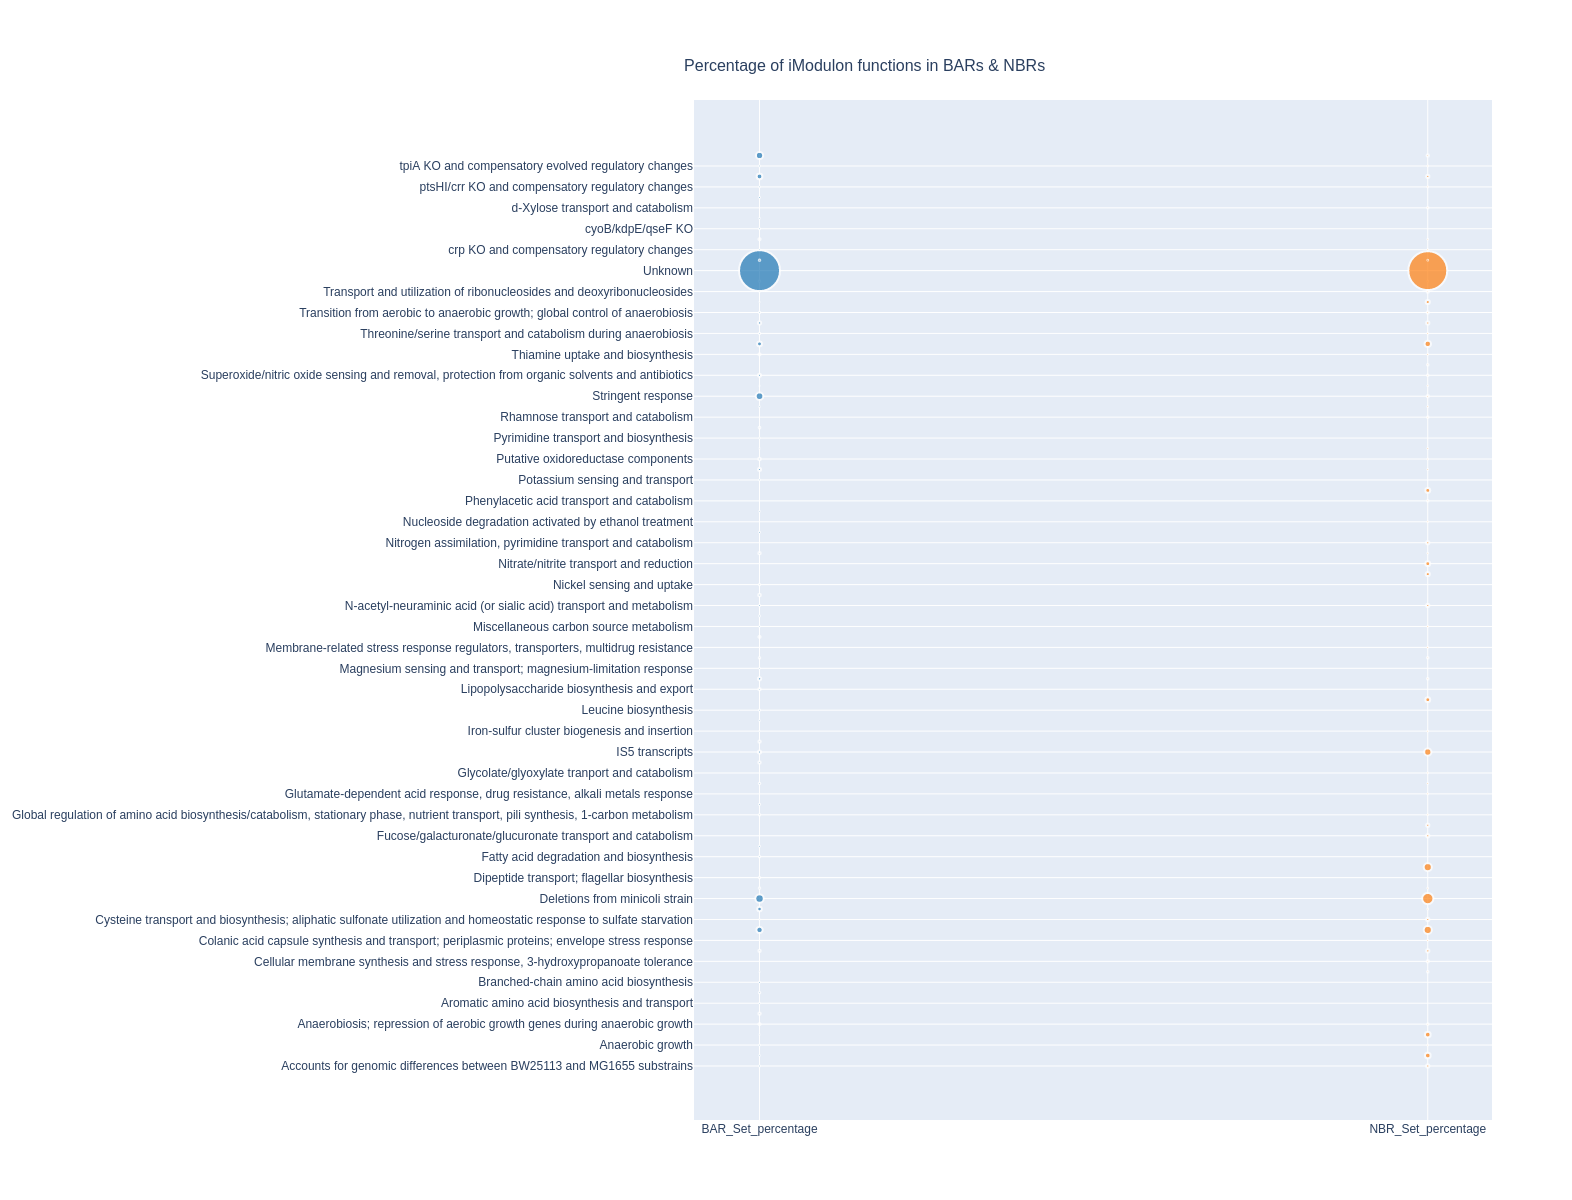 Percentage of iModulon functions in BARs & NBRs
tpiA KO and compensatory evolved regulatory changes
ptsHI/crr KO and compensatory regulatory changes
d-Xylose transport and catabolism
cyoB/kdpE/qseF KO
crp KO and compensatory regulatory changes
Unknown
Transport and utilization of ribonucleosides and deoxyribonucleosides
Transition from aerobic to anaerobic growth; global control of anaerobiosis
Threonine/serine transport and catabolism during anaerobiosis
Thiamine uptake and biosynthesis
Superoxide/nitric oxide sensing and removal, protection from organic solvents and antibiotics
Stringent response
Rhamnose transport and catabolism
Pyrimidine transport and biosynthesis
Putative oxidoreductase components
Potassium sensing and transport
Phenylacetic acid transport and catabolism
Nucleoside degradation activated by ethanol treatment
Nitrogen assimilation, pyrimidine transport and catabolism
Nitrate/nitrite transport and reduction
Nickel sensing and uptake
N-acetyl-neuraminic acid (or sialic acid) transport and metabolism
Miscellaneous carbon source metabolism
Membrane-related stress response regulators, transporters, multidrug resistance
Magnesium sensing and transport; magnesium-limitation response
Lipopolysaccharide biosynthesis and export
Leucine biosynthesis
Iron-sulfur cluster biogenesis and insertion
IS5 transcripts
Glycolate/glyoxylate tranport and catabolism
Glutamate-dependent acid response, drug resistance, alkali metals response
Global regulation of amino acid biosynthesis/catabolism, stationary phase, nutrient transport, pili synthesis, 1-carbon metabolism
Fucose/galacturonate/glucuronate transport and catabolism
Fatty acid degradation and biosynthesis
Dipeptide transport; flagellar biosynthesis
Deletions from minicoli strain
Cysteine transport and biosynthesis; aliphatic sulfonate utilization and homeostatic response to sulfate starvation
Colanic acid capsule synthesis and transport; periplasmic proteins; envelope stress response
Cellular membrane synthesis and stress response, 3-hydroxypropanoate tolerance
Branched-chain amino acid biosynthesis
Aromatic amino acid biosynthesis and transport
Anaerobiosis; repression of aerobic growth genes during anaerobic growth
Anaerobic growth
Accounts for genomic differences between BW25113 and MG1655 substrains
BAR_Set_percentage
NBR_Set_percentage